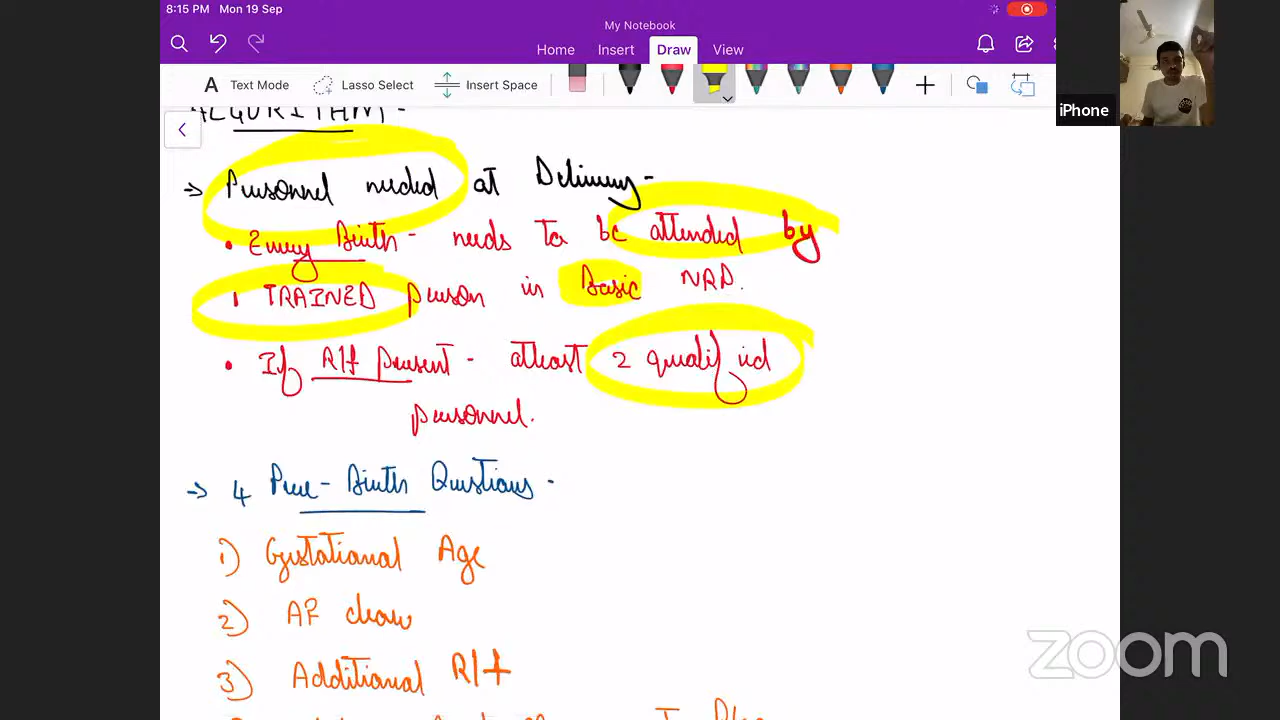 8:15 PM Mon 19 Sep
My Notebook
Home Insert Draw View
Text Mode Lasso Select Insert Space
iPhone
ALGORITHM -
→ Personnel needed at Delivery -
• Every Birth - needs to be attended by
1 TRAINED person in Basic NRP.
• If R/f present - atleast 2 qualified
personnel.
→ 4 Pre-Birth Questions -
1) Gestational Age
2) AF clear
3) Additional R/f
zoom